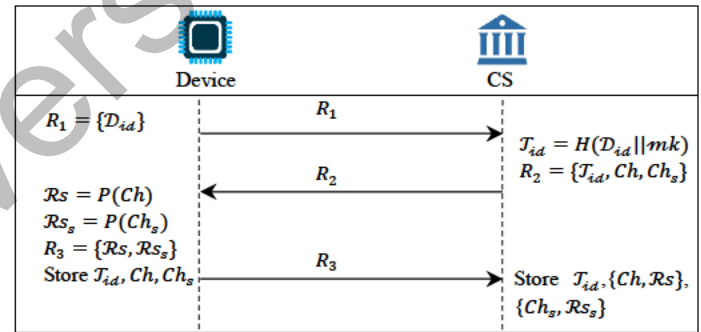 Device CS
R₁ = {𝒟ᵢ𝒹} R₁
𝒯ᵢ𝒹 = H(𝒟ᵢ𝒹||𝓂k)
R₂ R₂ = {𝒯ᵢ𝒹, Ch, Chₛ}
ℛs = P(Ch)
ℛsₛ = P(Chₛ)
R₃ = {ℛs, ℛsₛ}
Store 𝒯ᵢ𝒹, Ch, Chₛ R₃ Store 𝒯ᵢ𝒹, {Ch, ℛs},
{Chₛ, ℛsₛ}